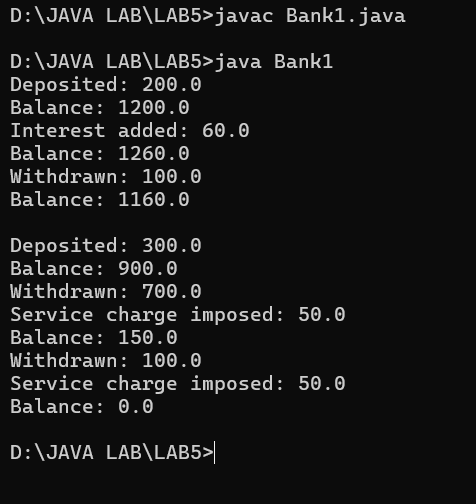 D:\JAVA LAB\LAB5>javac Bank1.java
D:\JAVA LAB\LAB5>java Bank1
Deposited: 200.0
Balance: 1200.0
Interest added: 60.0
Balance: 1260.0
Withdrawn: 100.0
Balance: 1160.0
Deposited: 300.0
Balance: 900.0
Withdrawn: 700.0
Service charge imposed: 50.0
Balance: 150.0
Withdrawn: 100.0
Service charge imposed: 50.0
Balance: 0.0
D:\JAVA LAB\LAB5>